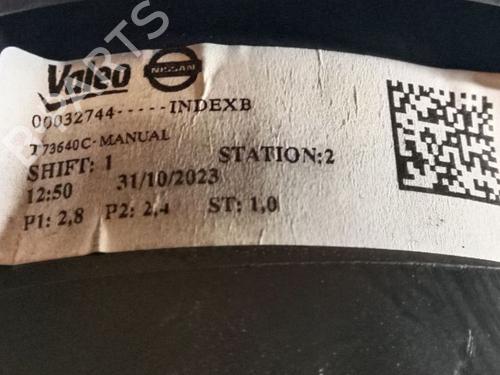 Valeo NISSAN
00032744-----INDEXB
T73640C-MANUAL
SHIFT: 1 STATION:2
12:50 31/10/2023
P1: 2,8 P2: 2,4 ST: 1,0